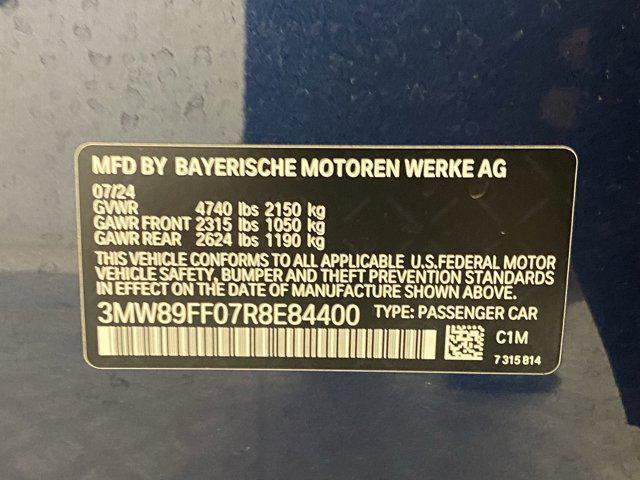 MFD BY BAYERISCHE MOTOREN WERKE AG
07/24
GVWR 4740 lbs 2150 kg
GAWR FRONT 2315 lbs 1050 kg
GAWR REAR 2624 lbs 1190 kg
THIS VEHICLE CONFORMS TO ALL APPLICABLE U.S.FEDERAL MOTOR
VEHICLE SAFETY, BUMPER AND THEFT PREVENTION STANDARDS
IN EFFECT ON THE DATE OF MANUFACTURE SHOWN ABOVE.
3MW89FF07R8E84400 TYPE: PASSENGER CAR
C1M
7 315 814